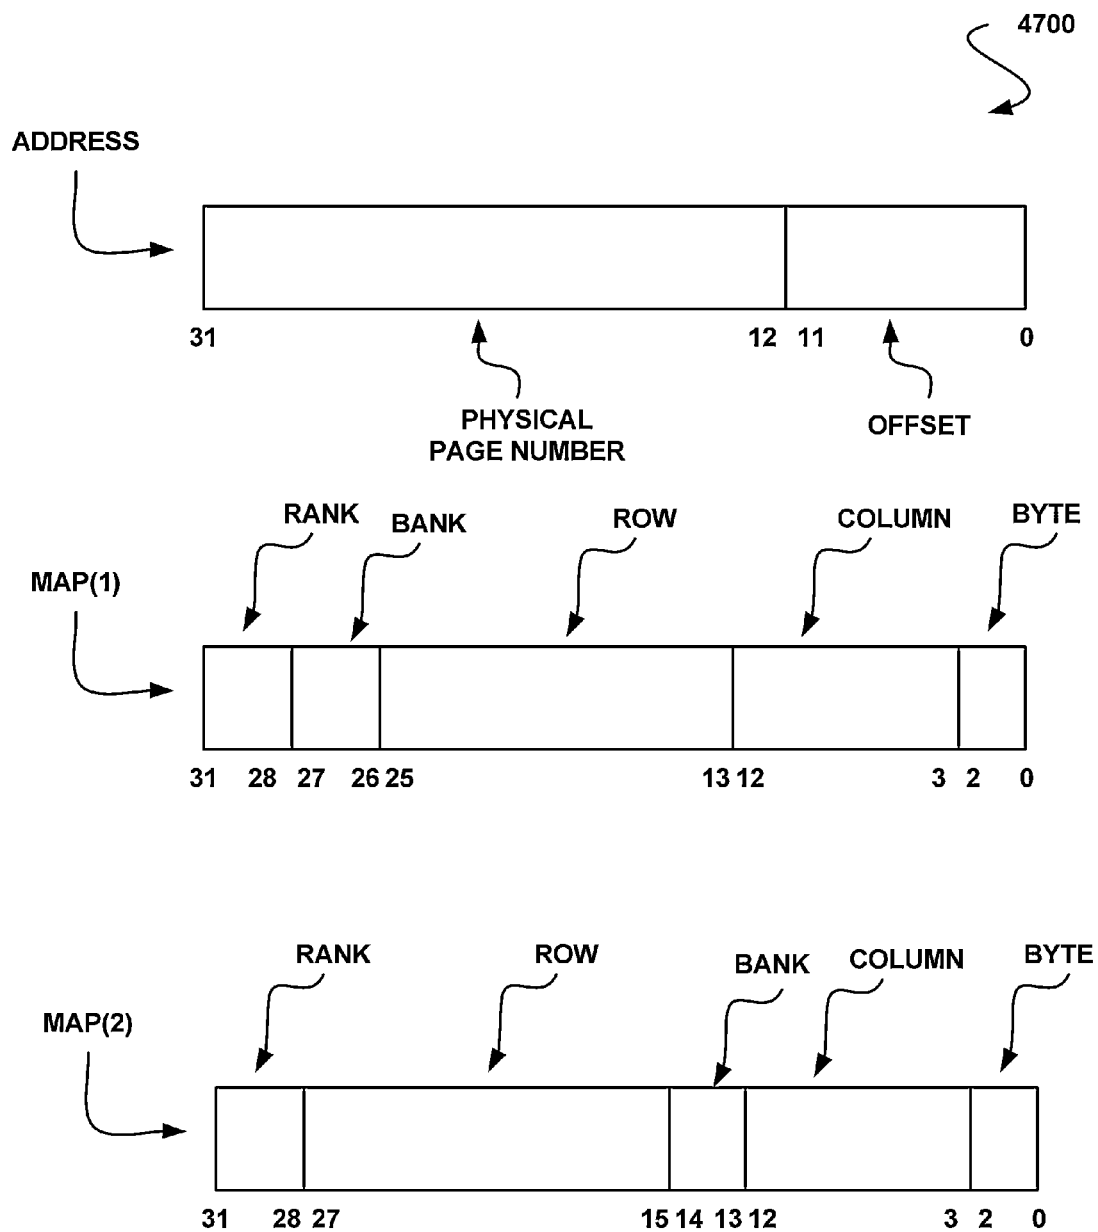 4700
ADDRESS
31 12 11 0
PHYSICAL
PAGE NUMBER
OFFSET
RANK BANK ROW COLUMN BYTE
MAP(1)
31 28 27 26 25 13 12 3 2 0
RANK ROW BANK COLUMN BYTE
MAP(2)
31 28 27 15 14 13 12 3 2 0